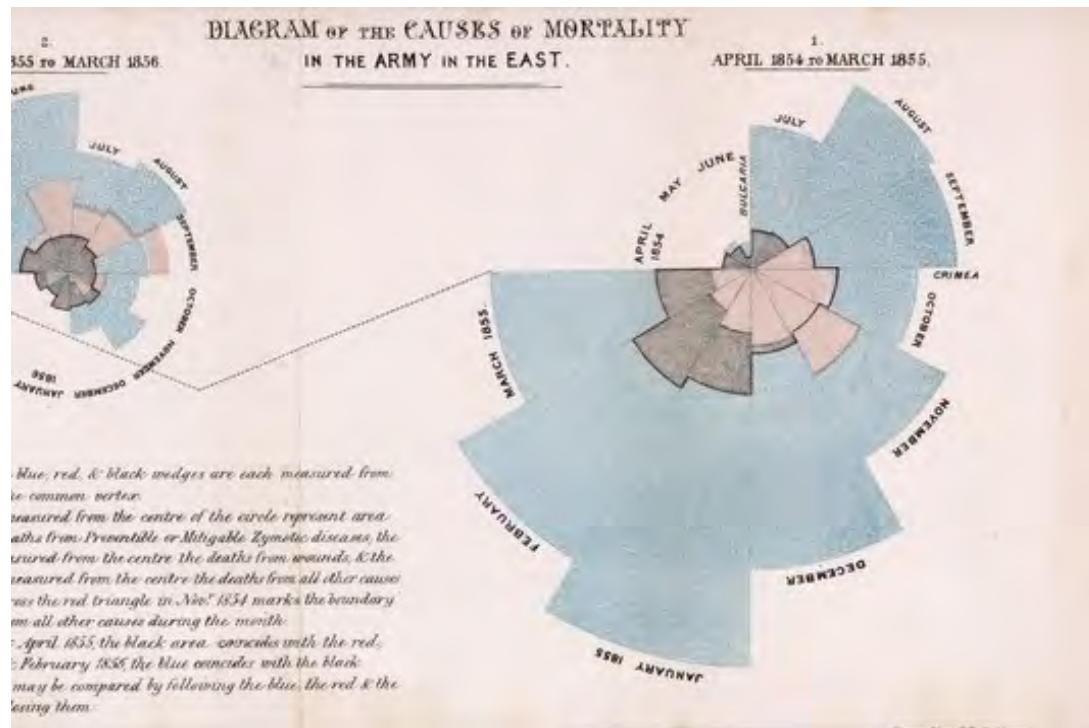 DIAGRAM OF THE CAUSES OF MORTALITY
IN THE ARMY IN THE EAST.
2.
855 TO MARCH 1856
1.
APRIL 1854 TO MARCH 1855.
JULY
AUGUST
SEPTEMBER
OCTOBER
NOVEMBER
DECEMBER
JANUARY
1856
APRIL
1854
MAY
JUNE
BULGARIA
JULY
AUGUST
SEPTEMBER
CRIMEA
OCTOBER
NOVEMBER
DECEMBER
JANUARY 1855
FEBRUARY
MARCH 1855.
blue, red, & black wedges are each measured from
common vertex
measured from the centre of the circle represent area
from Preventible or Mitigable Zymotic diseases, the
measured from the centre the deaths from wounds, & the
measured from the centre the deaths from all other causes
the red triangle in Novr. 1854 marks the boundary
all other causes during the month
April 1855, the black area coincides with the red,
February 1856, the blue coincides with the black
may be compared by following the blue, the red & the
them